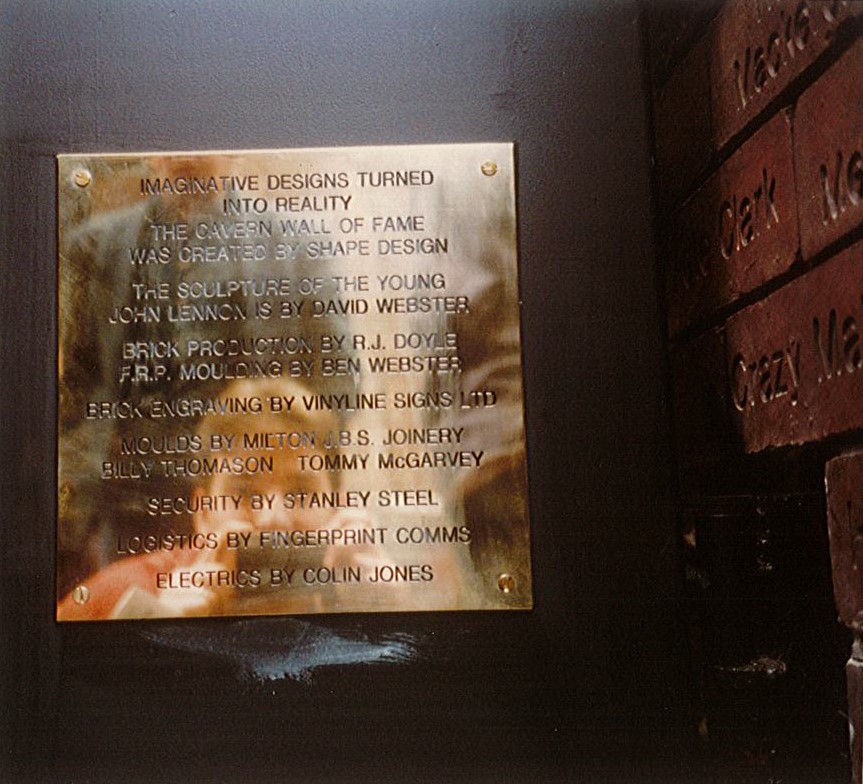 IMAGINATIVE DESIGNS TURNED
INTO REALITY
THE CAVERN WALL OF FAME
WAS CREATED BY SHAPE DESIGN
THE SCULPTURE OF THE YOUNG
JOHN LENNON IS BY DAVID WEBSTER
BRICK PRODUCTION BY R.J. DOYLE
F.R.P. MOULDING BY BEN WEBSTER
BRICK ENGRAVING BY VINYLINE SIGNS LTD
MOULDS BY MILTON J.B.S. JOINERY
BILLY THOMASON TOMMY McGARVEY
SECURITY BY STANLEY STEEL
LOGISTICS BY FINGERPRINT COMMS
ELECTRICS BY COLIN JONES
Clark
Crazy